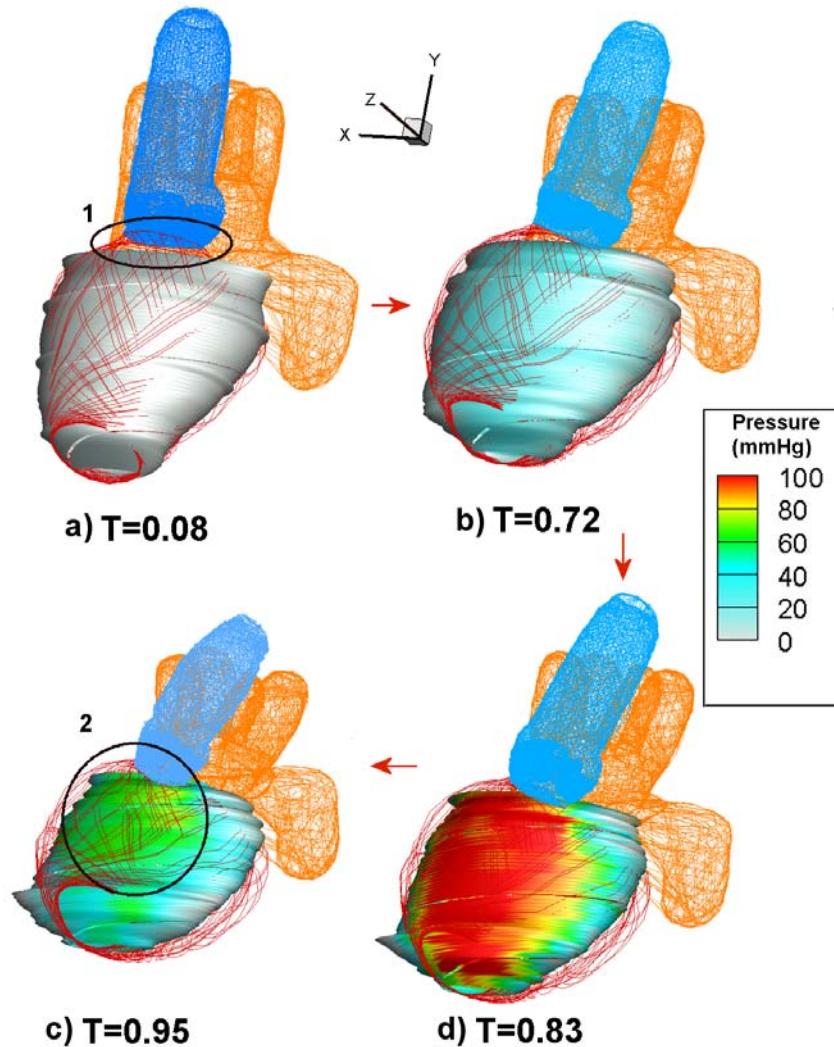 Y
Z
X
1
a) T=0.08
b) T=0.72
Pressure
(mmHg)
100
80
60
40
20
0
2
c) T=0.95
d) T=0.83